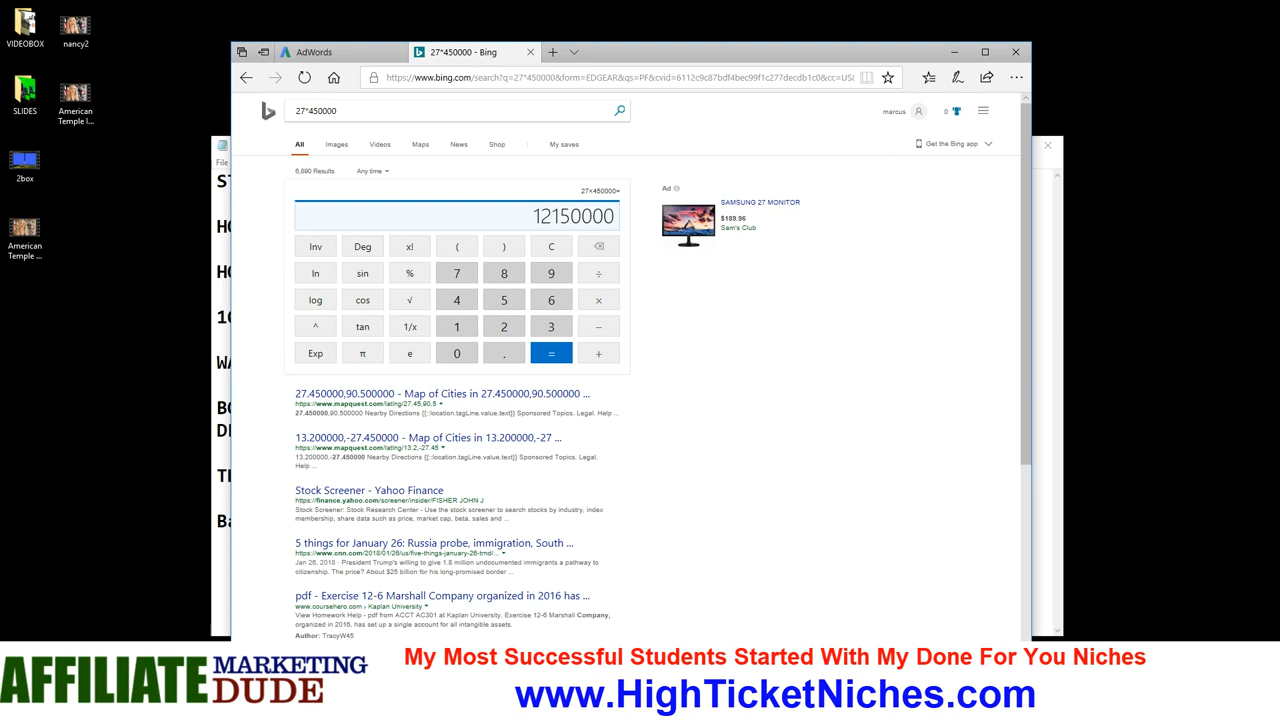 VIDEOBOX
nancy2
SLIDES
American
Temple I...
2box
American
Temple ...
AdWords
27*450000 - Bing
https://www.bing.com/search?q=27*450000&form=EDGEAR&qs=PF&cvid=6112c9c87bdf4bec99f1c277decdb1c0&cc=US&
27*450000
marcus
0
All
Images
Videos
Maps
News
Shop
My saves
Get the Bing app
6,890 Results
Any time
27×450000=
12150000
Inv Deg x! ( ) C
ln sin % 7 8 9 ÷
log cos √ 4 5 6 ×
^ tan 1/x 1 2 3 −
Exp π e 0 . = +
Ad
SAMSUNG 27 MONITOR
$189.96
Sam's Club
27.450000,90.500000 - Map of Cities in 27.450000,90.500000 ...
https://www.mapquest.com/latlng/27.45,90.5
27.450000,90.500000 Nearby Directions {{::location.tagLine.value.text}} Sponsored Topics. Legal. Help ...
13.200000,-27.450000 - Map of Cities in 13.200000,-27 ...
https://www.mapquest.com/latlng/13.2,-27.45
13.200000,-27.450000 Nearby Directions {{::location.tagLine.value.text}} Sponsored Topics. Legal.
Help ...
Stock Screener - Yahoo Finance
https://finance.yahoo.com/screener/insider/FISHER JOHN J
Stock Screener: Stock Research Center - Use the stock screener to search stocks by industry, index
membership, share data such as price, market cap, beta, sales and ...
5 things for January 26: Russia probe, immigration, South ...
https://www.cnn.com/2018/01/26/us/five-things-january-26-trnd/...
Jan 26, 2018 · President Trump's willing to give 1.8 million undocumented immigrants a pathway to
citizenship. The price? About $25 billion for his long-promised border ...
pdf - Exercise 12-6 Marshall Company organized in 2016 has ...
www.coursehero.com › Kaplan University
View Homework Help - pdf from ACCT AC301 at Kaplan University. Exercise 12-6 Marshall Company,
organized in 2016, has set up a single account for all intangible assets.
Author: TracyW45
File
AFFILIATE MARKETING DUDE
My Most Successful Students Started With My Done For You Niches
www.HighTicketNiches.com